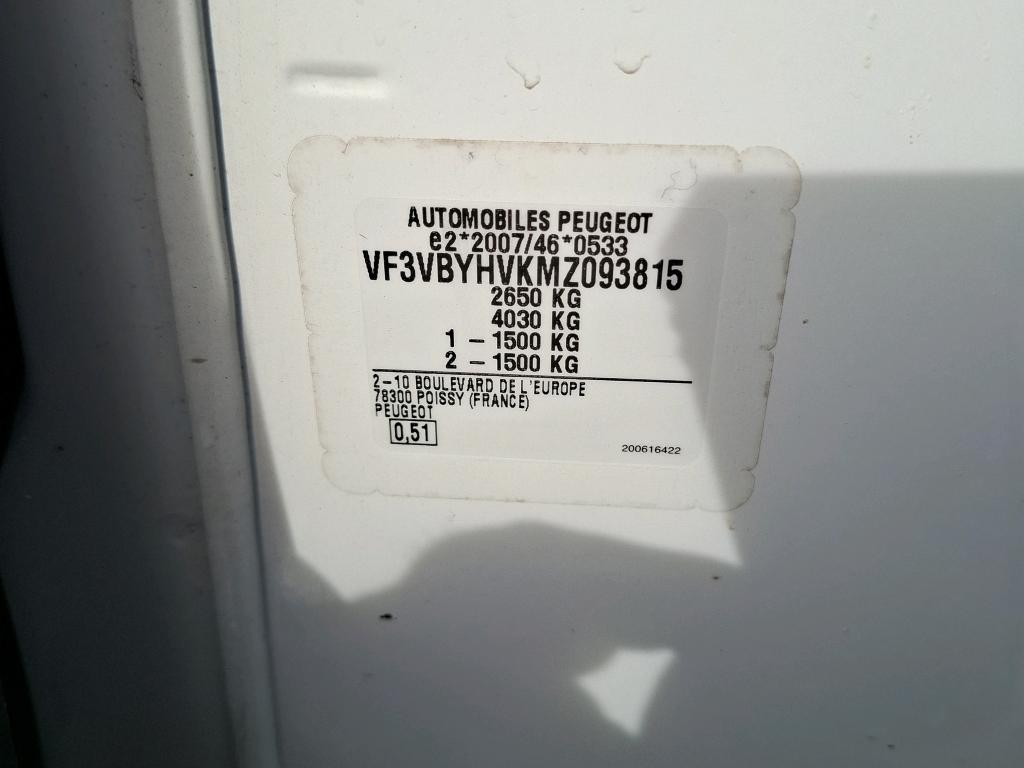 AUTOMOBILES PEUGEOT
e2*2007/46*0533
VF3VBYHVKMZ093815
2650 KG
4030 KG
1 – 1500 KG
2 – 1500 KG
2–10 BOULEVARD DE L'EUROPE
78300 POISSY (FRANCE)
PEUGEOT
0,51
200616422